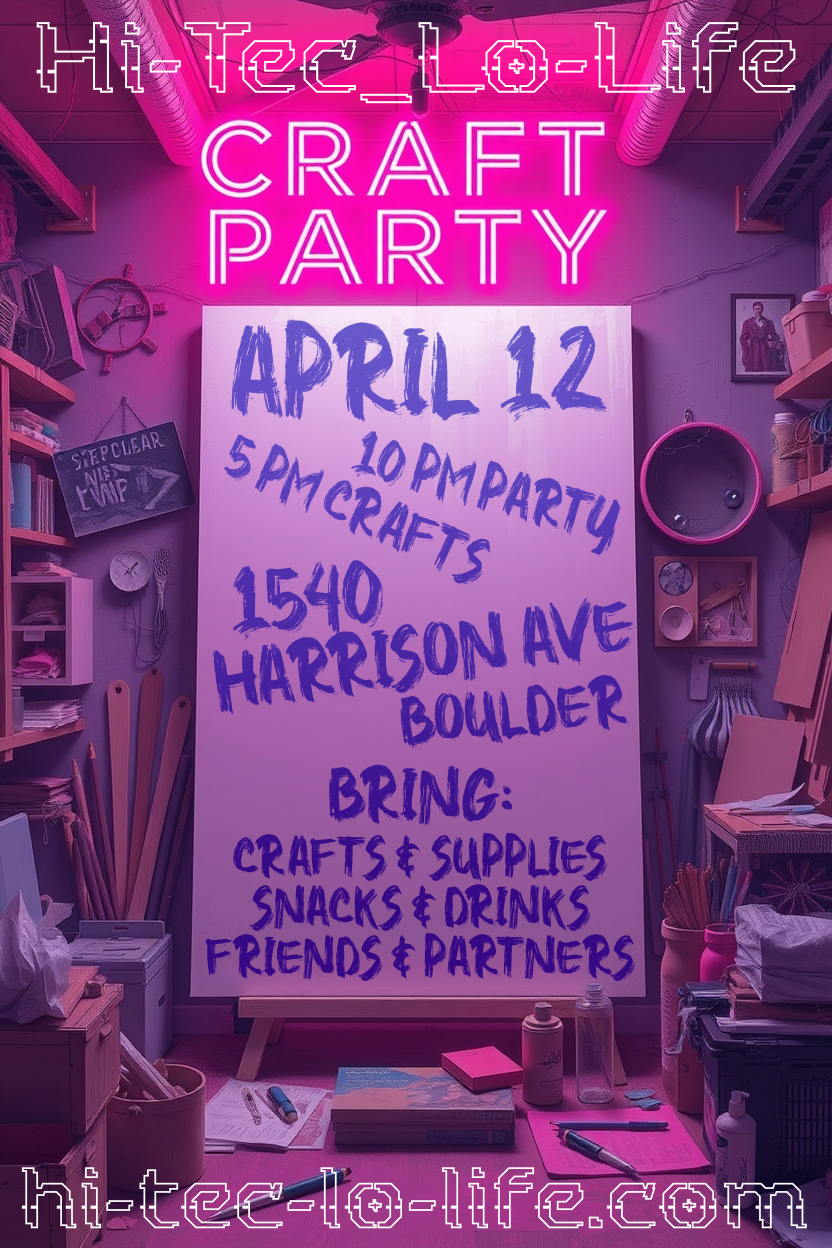 Hi-Tec_Lo-Life
CRAFT
PARTY
APRIL 12
5 PM CRAFTS
10 PM PARTY
1540
HARRISON AVE
BOULDER
BRING:
CRAFTS & SUPPLIES
SNACKS & DRINKS
FRIENDS & PARTNERS
STEPCLEAR
hi-tec-lo-life.com